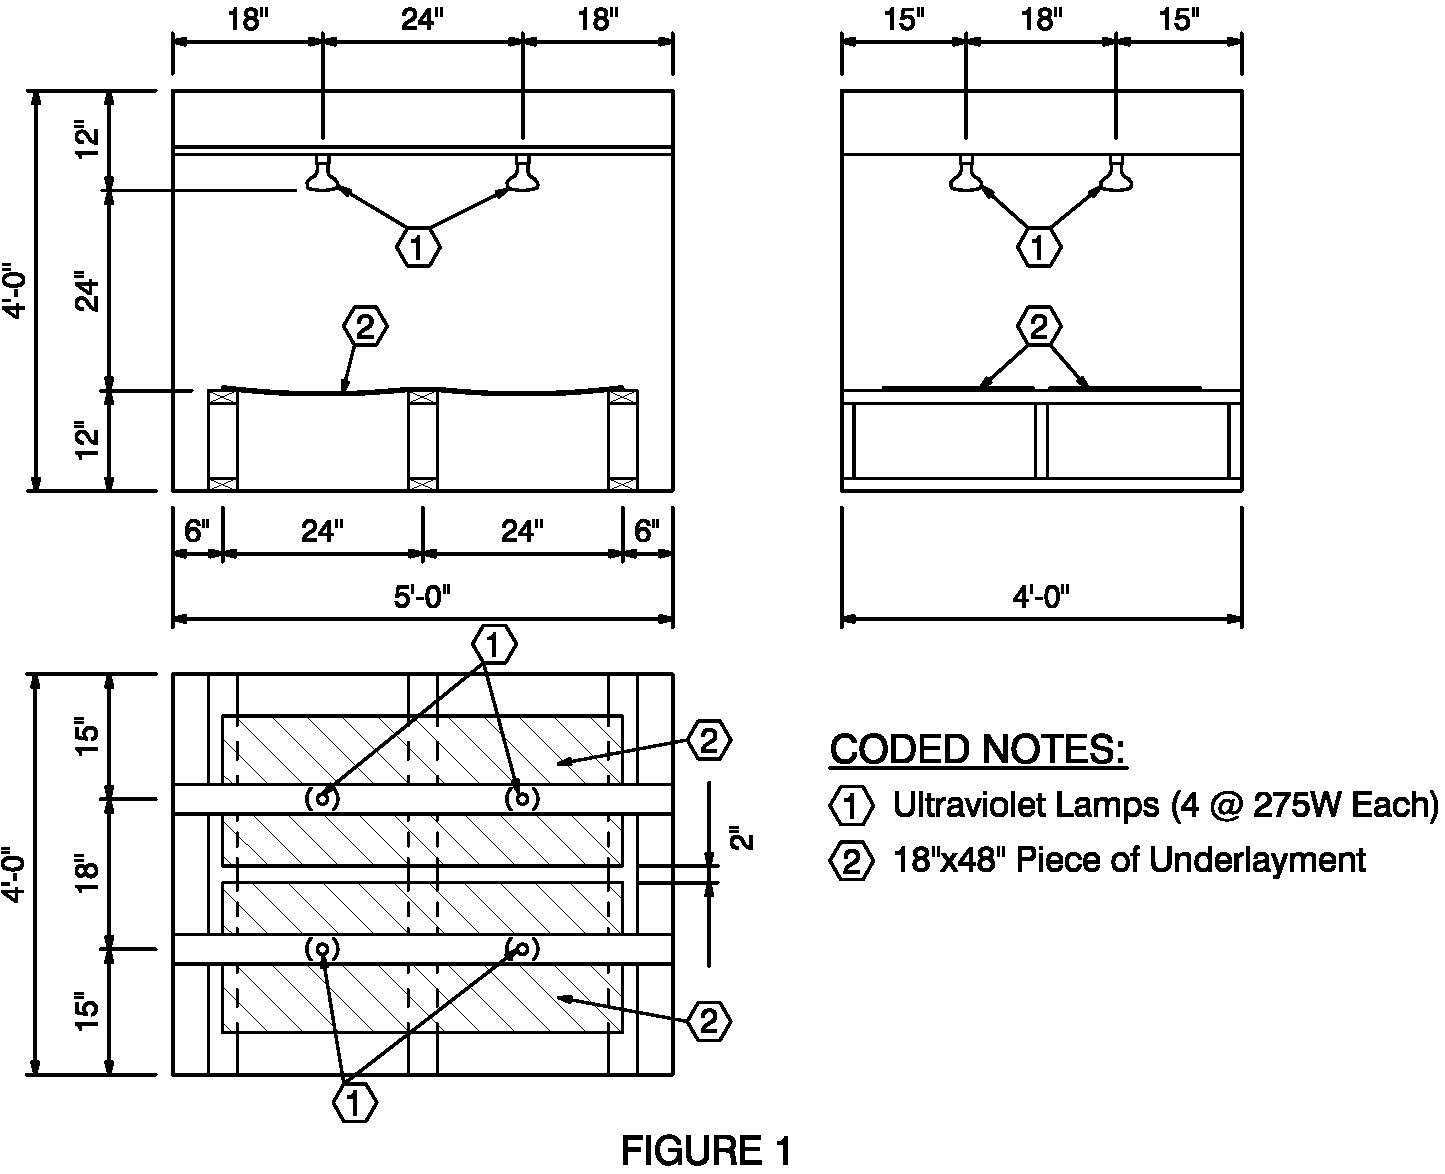 18" 24" 18"
15" 18" 15"
12"
24"
12"
4'-0"
1
2
1
2
6" 24" 24" 6"
5'-0"
4'-0"
1
2
15"
18"
15"
4'-0"
2"
2
1
CODED NOTES:
1 Ultraviolet Lamps (4 @ 275W Each)
2 18"x48" Piece of Underlayment
FIGURE 1